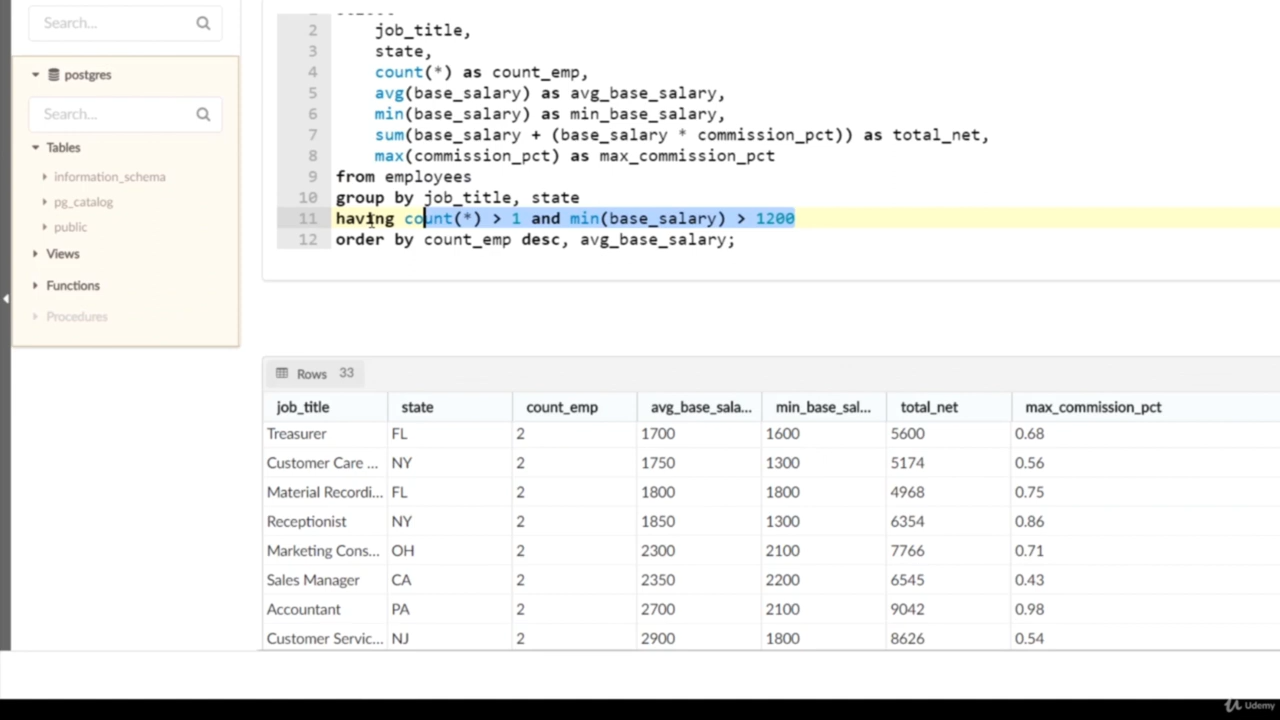 Search...
postgres
Search...
Tables
information_schema
pg_catalog
public
Views
Functions
Procedures
2 job_title,
3 state,
4 count(*) as count_emp,
5 avg(base_salary) as avg_base_salary,
6 min(base_salary) as min_base_salary,
7 sum(base_salary + (base_salary * commission_pct)) as total_net,
8 max(commission_pct) as max_commission_pct
9 from employees
10 group by job_title, state
11 having count(*) > 1 and min(base_salary) > 1200
12 order by count_emp desc, avg_base_salary;
Rows 33
job_title state count_emp avg_base_sala... min_base_sal... total_net max_commission_pct
Treasurer FL 2 1700 1600 5600 0.68
Customer Care ... NY 2 1750 1300 5174 0.56
Material Recordi... FL 2 1800 1800 4968 0.75
Receptionist NY 2 1850 1300 6354 0.86
Marketing Cons... OH 2 2300 2100 7766 0.71
Sales Manager CA 2 2350 2200 6545 0.43
Accountant PA 2 2700 2100 9042 0.98
Customer Servic... NJ 2 2900 1800 8626 0.54
Udemy